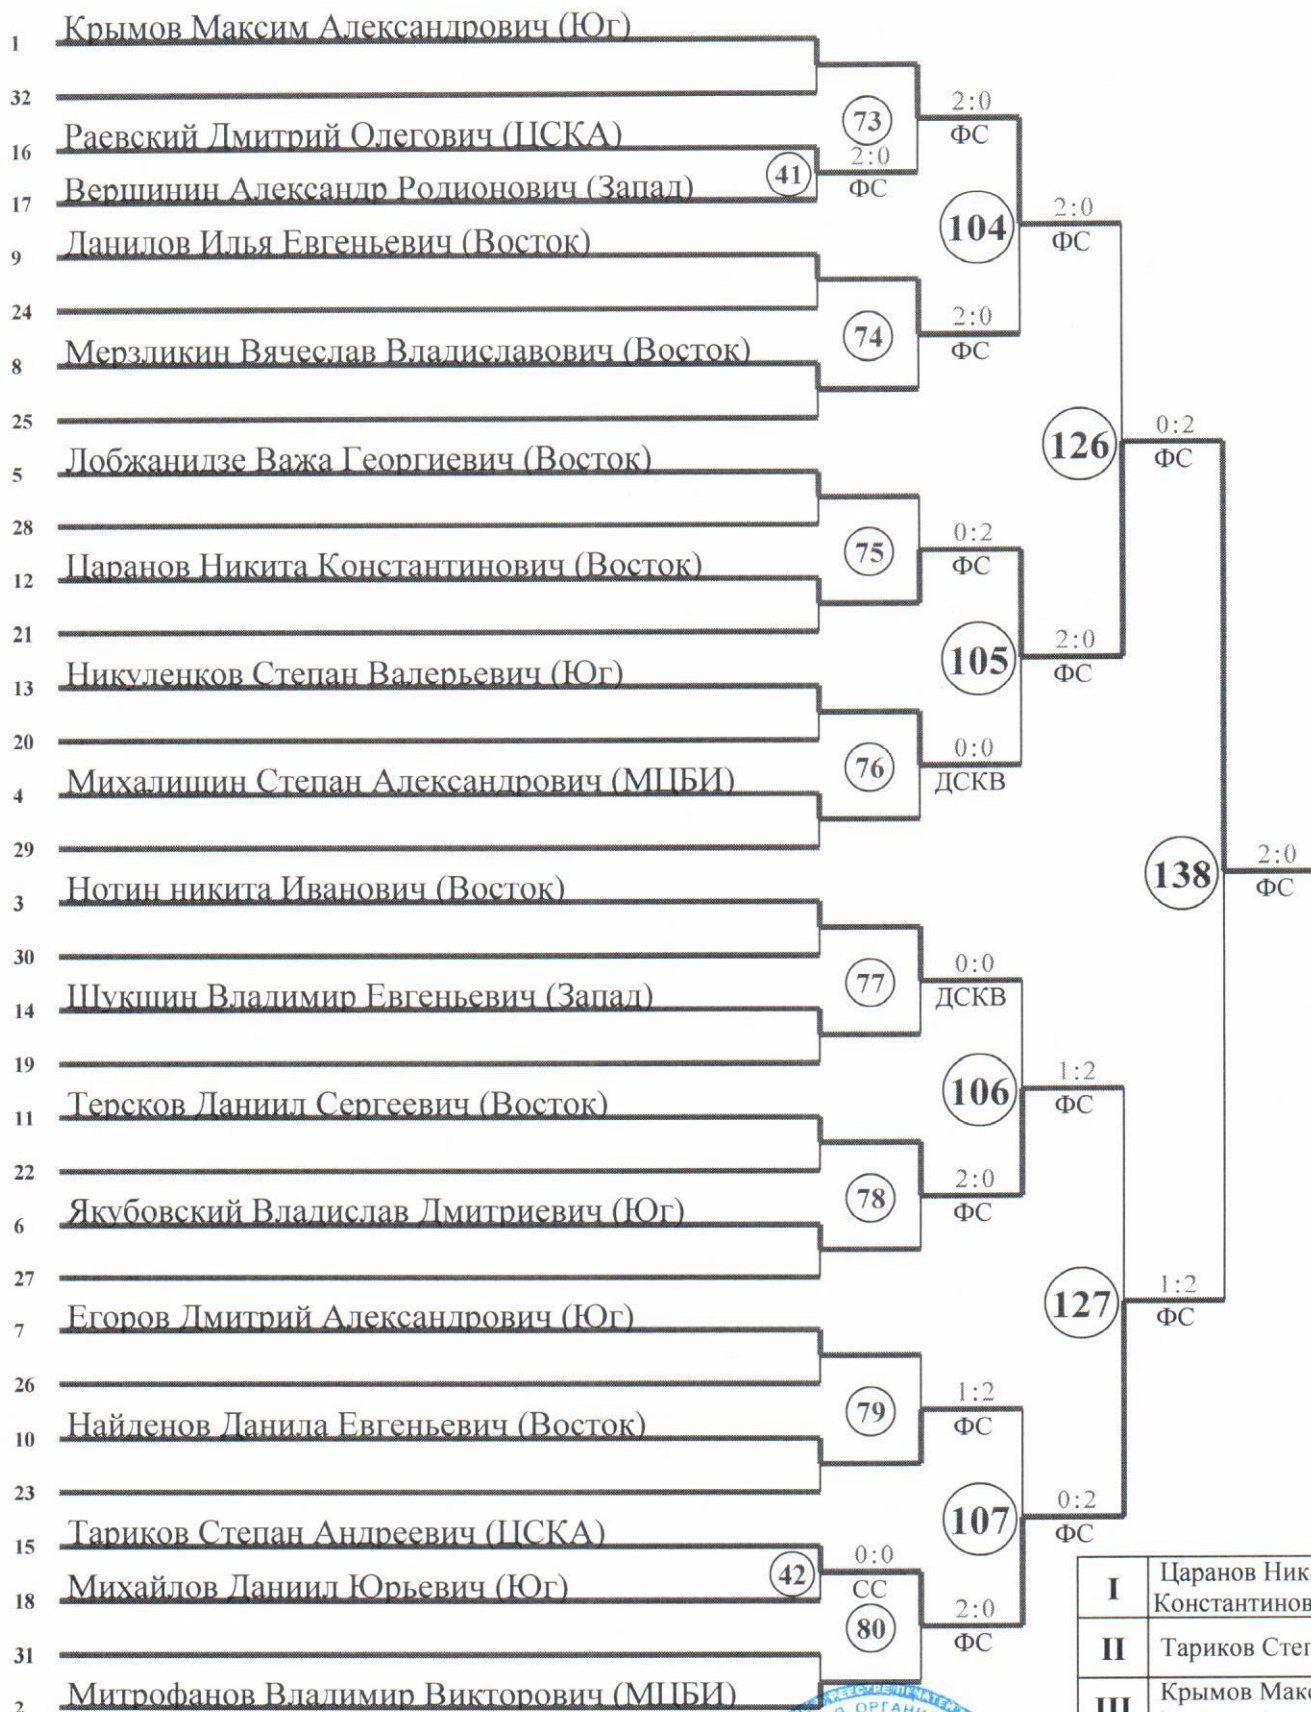 1 Крымов Максим Александрович (Юг)
32
73
2:0
ФС
16 Раевский Дмитрий Олегович (ЦСКА)
41
2:0
ФС
17 Вершинин Александр Родионович (Запад)
104
2:0
ФС
9 Данилов Илья Евгеньевич (Восток)
24
74
2:0
ФС
8 Мерзликин Вячеслав Владиславович (Восток)
25
126
0:2
ФС
5 Лобжанидзе Важа Георгиевич (Восток)
28
75
0:2
ФС
12 Царанов Никита Константинович (Восток)
21
105
2:0
ФС
13 Никуленков Степан Валерьевич (Юг)
20
76
0:0
ДСКВ
4 Михалищин Степан Александрович (МЦБИ)
29
138
2:0
ФС
3 Нотин никита Иванович (Восток)
30
77
0:0
ДСКВ
14 Шукшин Владимир Евгеньевич (Запад)
19
106
1:2
ФС
11 Терсков Даниил Сергеевич (Восток)
22
78
2:0
ФС
6 Якубовский Владислав Дмитриевич (Юг)
27
127
1:2
ФС
7 Егоров Дмитрий Александрович (Юг)
26
79
1:2
ФС
10 Найденов Данила Евгеньевич (Восток)
23
107
0:2
ФС
15 Тариков Степан Андреевич (ЦСКА)
42
0:0
СС
18 Михайлов Даниил Юрьевич (Юг)
80
2:0
ФС
31
2 Митрофанов Владимир Викторович (МЦБИ)
I Царанов Ник
Константинов
II Тариков Степ
III Крымов Макс